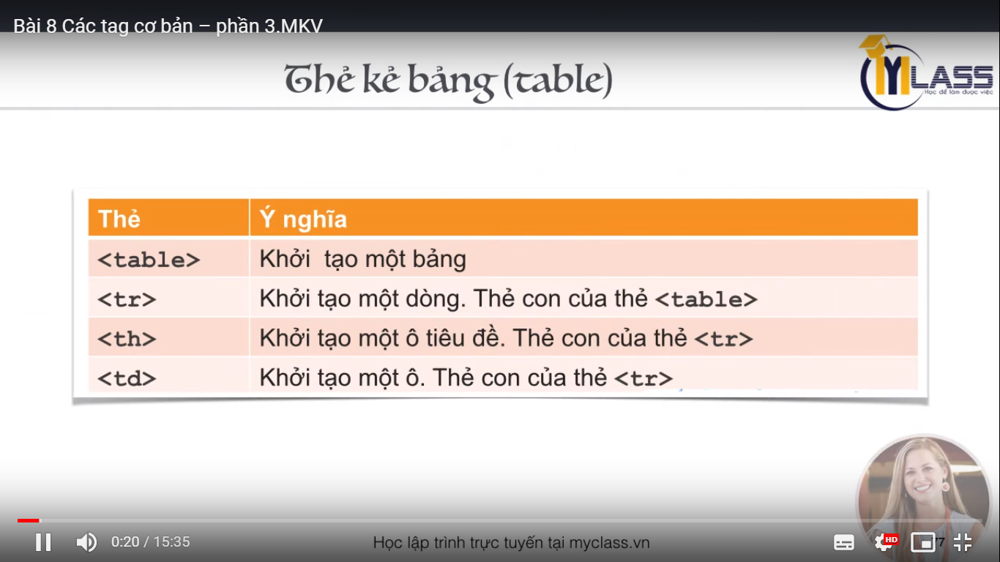 Bài 8 Các tag cơ bản – phần 3.MKV
Thẻ kẻ bảng (table)
MYLASS
Học để làm được việc
Thẻ Ý nghĩa
<table> Khởi  tạo một bảng
<tr> Khởi tạo một dòng. Thẻ con của thẻ <table>
<th> Khởi tạo một ô tiêu đề. Thẻ con của thẻ <tr>
<td> Khởi tạo một ô. Thẻ con của thẻ <tr>
0:20 / 15:35
Học lập trình trực tuyến tại myclass.vn
HD
77